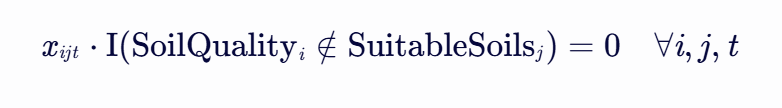 x_{ijt} · I(SoilQuality_i ∉ SuitableSoils_j) = 0 ∀i, j, t